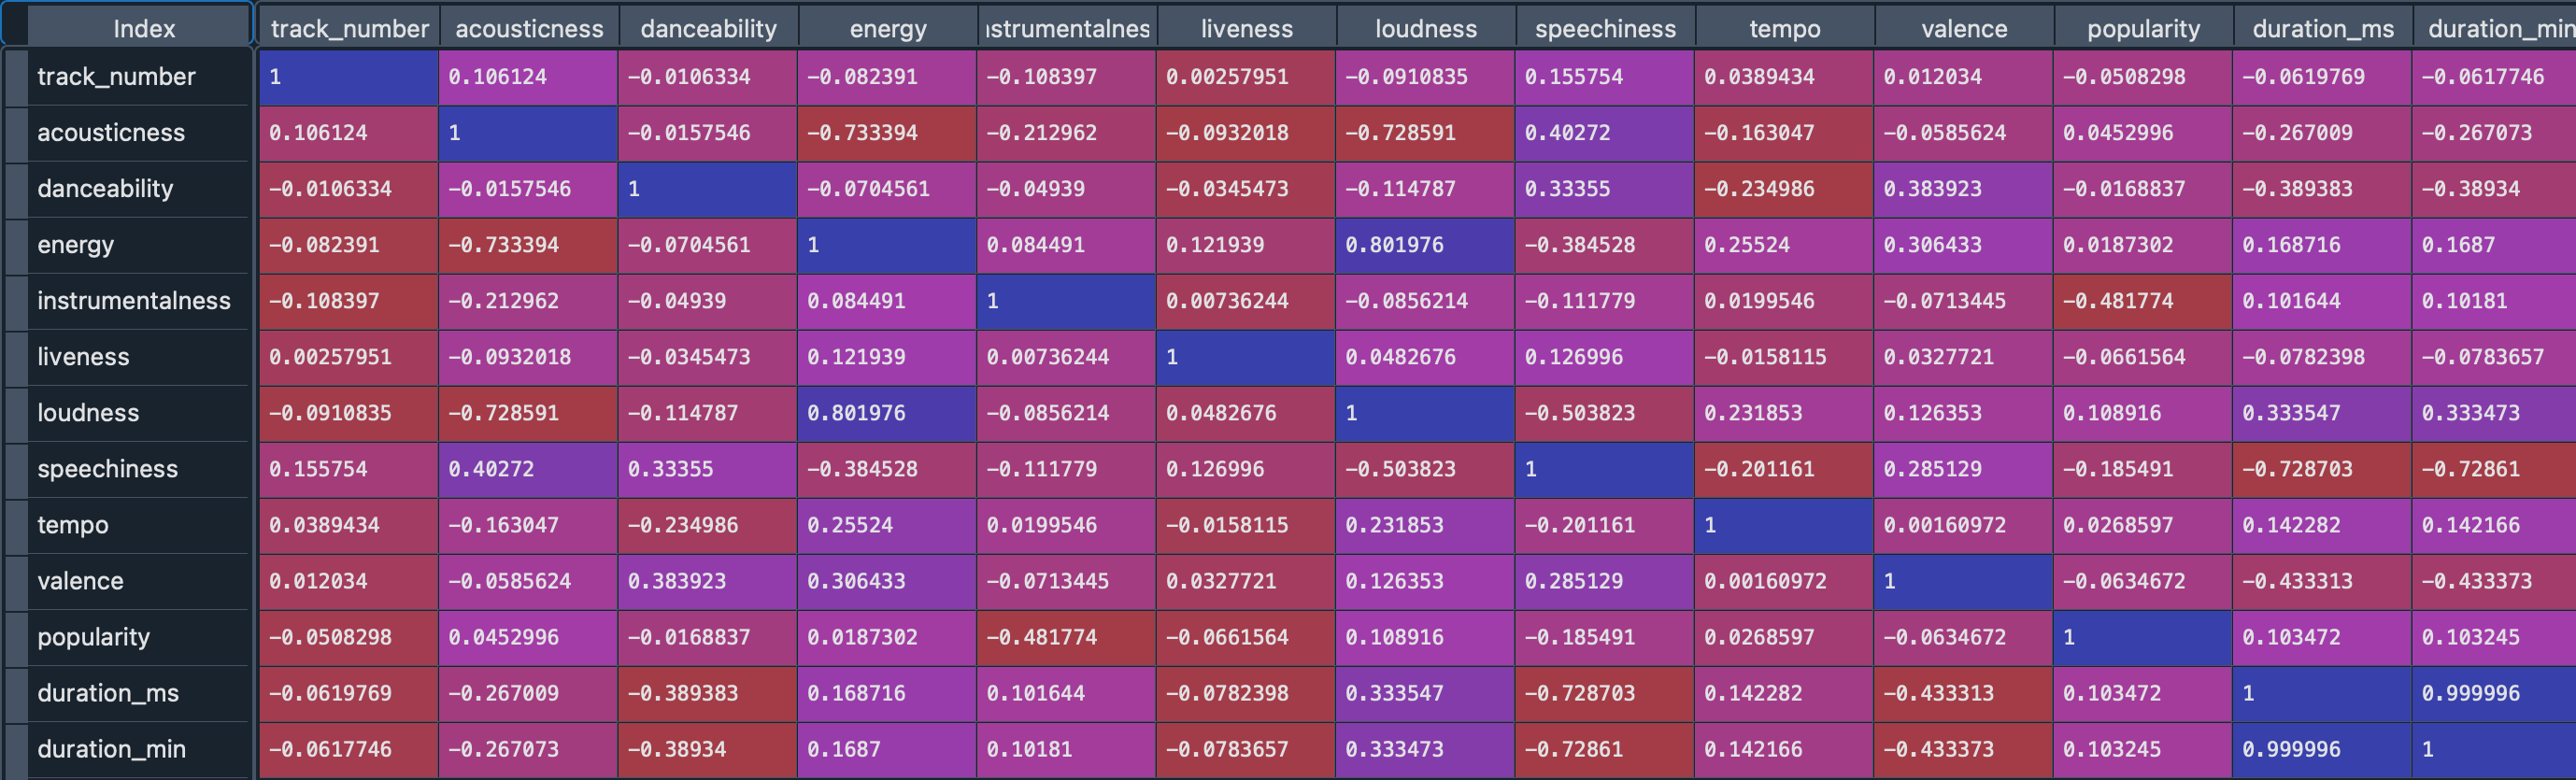 Index track_number acousticness danceability energy instrumentalnes liveness loudness speechiness tempo valence popularity duration_ms duration_min
track_number 1 0.106124 -0.0106334 -0.082391 -0.108397 0.00257951 -0.0910835 0.155754 0.0389434 0.012034 -0.0508298 -0.0619769 -0.0617746
acousticness 0.106124 1 -0.0157546 -0.733394 -0.212962 -0.0932018 -0.728591 0.40272 -0.163047 -0.0585624 0.0452996 -0.267009 -0.267073
danceability -0.0106334 -0.0157546 1 -0.0704561 -0.04939 -0.0345473 -0.114787 0.33355 -0.234986 0.383923 -0.0168837 -0.389383 -0.38934
energy -0.082391 -0.733394 -0.0704561 1 0.084491 0.121939 0.801976 -0.384528 0.25524 0.306433 0.0187302 0.168716 0.1687
instrumentalness -0.108397 -0.212962 -0.04939 0.084491 1 0.00736244 -0.0856214 -0.111779 0.0199546 -0.0713445 -0.481774 0.101644 0.10181
liveness 0.00257951 -0.0932018 -0.0345473 0.121939 0.00736244 1 0.0482676 0.126996 -0.0158115 0.0327721 -0.0661564 -0.0782398 -0.0783657
loudness -0.0910835 -0.728591 -0.114787 0.801976 -0.0856214 0.0482676 1 -0.503823 0.231853 0.126353 0.108916 0.333547 0.333473
speechiness 0.155754 0.40272 0.33355 -0.384528 -0.111779 0.126996 -0.503823 1 -0.201161 0.285129 -0.185491 -0.728703 -0.72861
tempo 0.0389434 -0.163047 -0.234986 0.25524 0.0199546 -0.0158115 0.231853 -0.201161 1 0.00160972 0.0268597 0.142282 0.142166
valence 0.012034 -0.0585624 0.383923 0.306433 -0.0713445 0.0327721 0.126353 0.285129 0.00160972 1 -0.0634672 -0.433313 -0.433373
popularity -0.0508298 0.0452996 -0.0168837 0.0187302 -0.481774 -0.0661564 0.108916 -0.185491 0.0268597 -0.0634672 1 0.103472 0.103245
duration_ms -0.0619769 -0.267009 -0.389383 0.168716 0.101644 -0.0782398 0.333547 -0.728703 0.142282 -0.433313 0.103472 1 0.999996
duration_min -0.0617746 -0.267073 -0.38934 0.1687 0.10181 -0.0783657 0.333473 -0.72861 0.142166 -0.433373 0.103245 0.999996 1